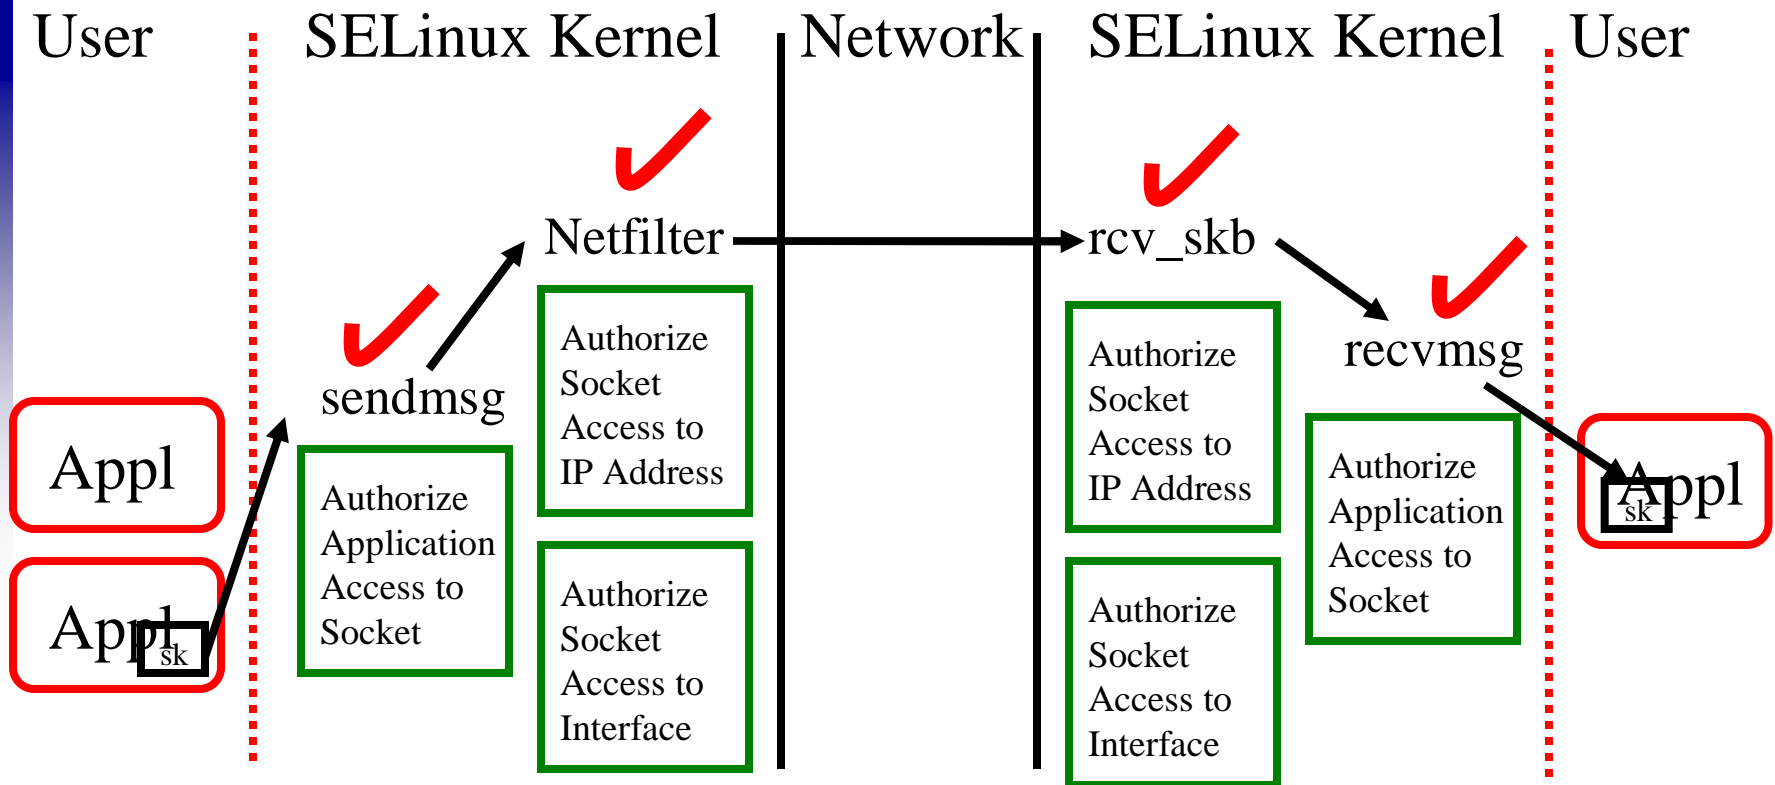 User
SELinux Kernel
Network
SELinux Kernel
User
Netfilter
rcv_skb
sendmsg
recvmsg
Appl
Appl
sk
Authorize
Application
Access to
Socket
Authorize
Socket
Access to
IP Address
Authorize
Socket
Access to
Interface
Authorize
Socket
Access to
IP Address
Authorize
Socket
Access to
Interface
Authorize
Application
Access to
Socket
Appl
sk